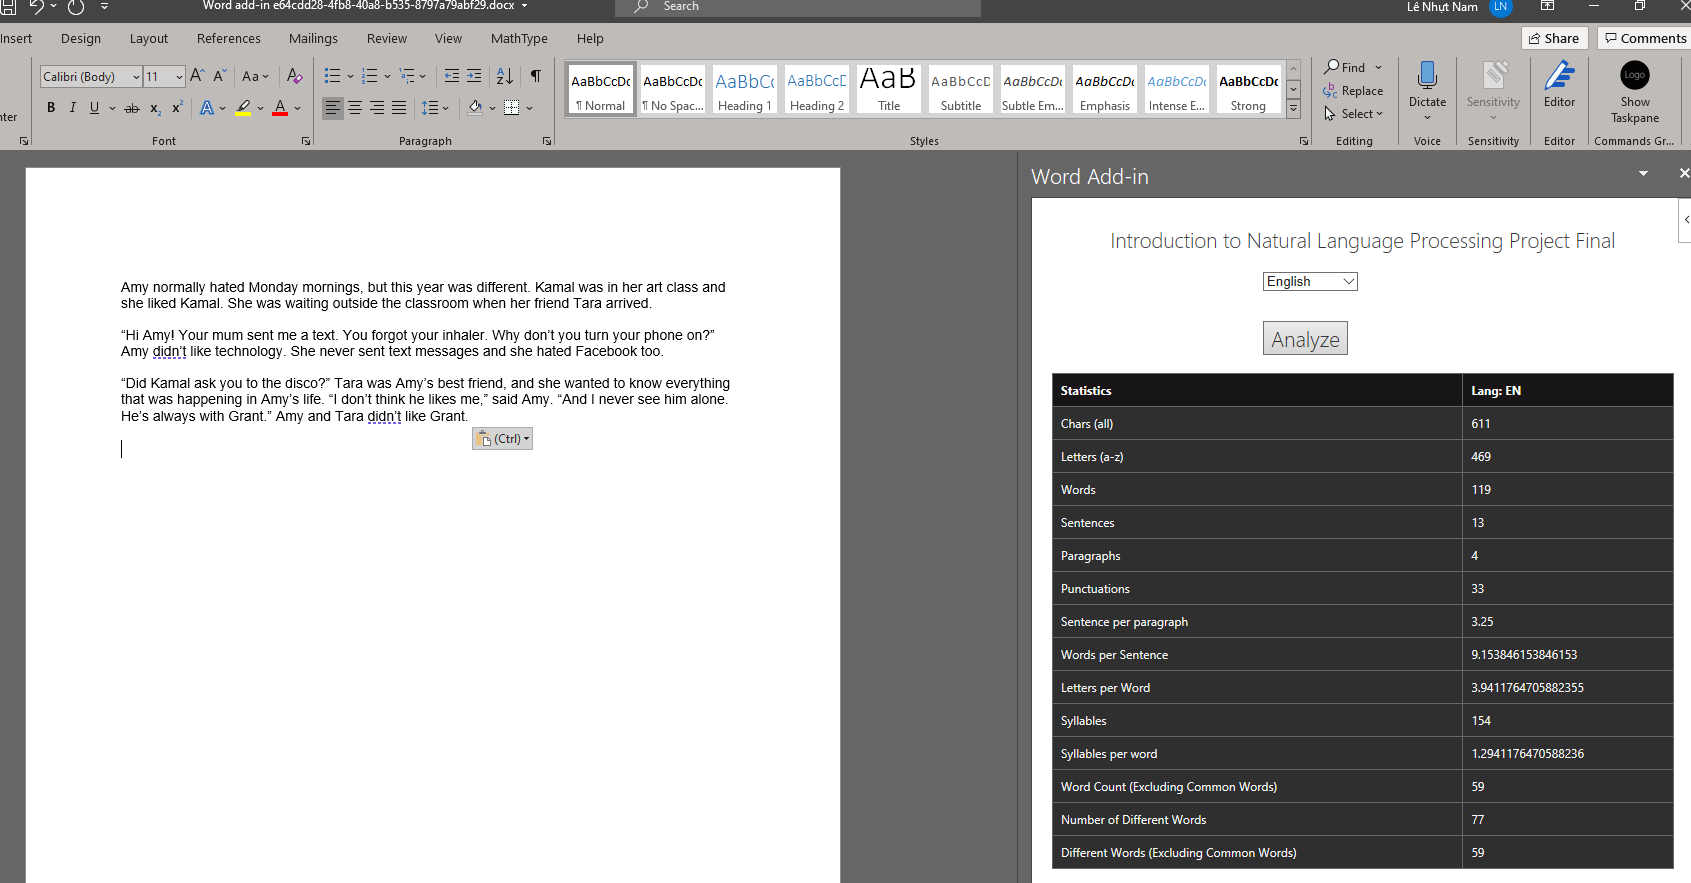 Word add-in e64cdd28-4fb8-40a8-b535-8797a79abf29.docx
Search
Lê Nhựt Nam
LN
nsert Design Layout References Mailings Review View MathType Help
Share
Comments
Calibri (Body) 11 A A Aa A
B I U ab x₂ x² A A
AaBbCcDc AaBbCcDc AaBbCc AaBbCcD AaB AaBbCcD AaBbCcDc AaBbCcDc AaBbCcDc AaBbCcDc
¶ Normal ¶ No Spac... Heading 1 Heading 2 Title Subtitle Subtle Em... Emphasis Intense E... Strong
Find
Replace
Select
Dictate
Sensitivity
Editor
Logo
Show
Taskpane
nter
Font Paragraph Styles Editing Voice Sensitivity Editor Commands Gr...
Amy normally hated Monday mornings, but this year was different. Kamal was in her art class and
she liked Kamal. She was waiting outside the classroom when her friend Tara arrived.
“Hi Amy! Your mum sent me a text. You forgot your inhaler. Why don’t you turn your phone on?”
Amy didn’t like technology. She never sent text messages and she hated Facebook too.
“Did Kamal ask you to the disco?” Tara was Amy’s best friend, and she wanted to know everything
that was happening in Amy’s life. “I don’t think he likes me,” said Amy. “And I never see him alone.
He’s always with Grant.” Amy and Tara didn’t like Grant.
(Ctrl)
Word Add-in
Introduction to Natural Language Processing Project Final
English
Analyze
Statistics Lang: EN
Chars (all) 611
Letters (a-z) 469
Words 119
Sentences 13
Paragraphs 4
Punctuations 33
Sentence per paragraph 3.25
Words per Sentence 9.153846153846153
Letters per Word 3.9411764705882355
Syllables 154
Syllables per word 1.2941176470588236
Word Count (Excluding Common Words) 59
Number of Different Words 77
Different Words (Excluding Common Words) 59